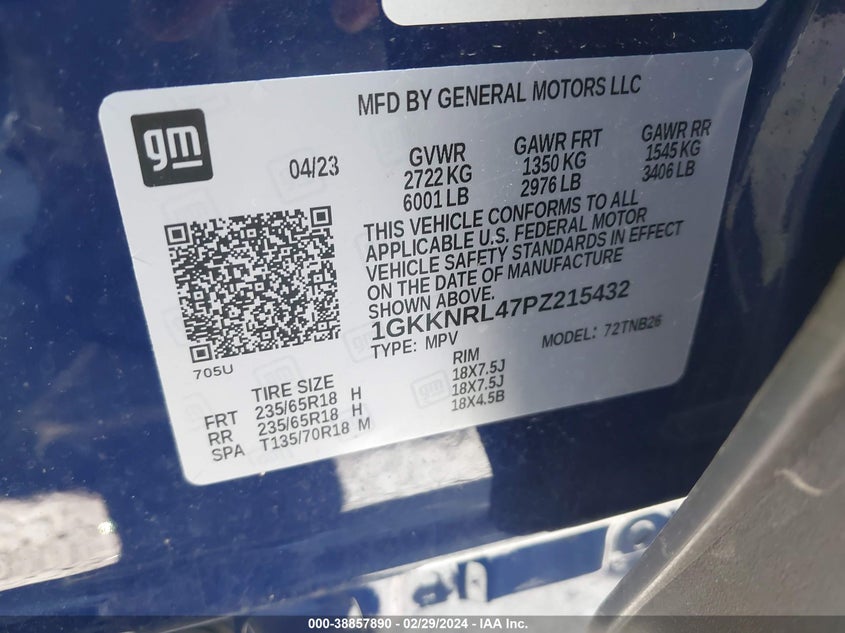 MFD BY GENERAL MOTORS LLC
gm
04/23
GVWR
2722 KG
6001 LB
GAWR FRT
1350 KG
2976 LB
GAWR RR
1545 KG
3406 LB
THIS VEHICLE CONFORMS TO ALL
APPLICABLE U.S. FEDERAL MOTOR
VEHICLE SAFETY STANDARDS IN EFFECT
ON THE DATE OF MANUFACTURE
SHOWN ABOVE.
1GKKNRL47PZ215432
TYPE: MPV
MODEL: 72TNB26
705U
TIRE SIZE
RIM
FRT 235/65R18 H 18X7.5J
RR 235/65R18 H 18X7.5J
SPA T135/70R18 M 18X4.5B
000-38857890 - 02/29/2024 - IAA Inc.